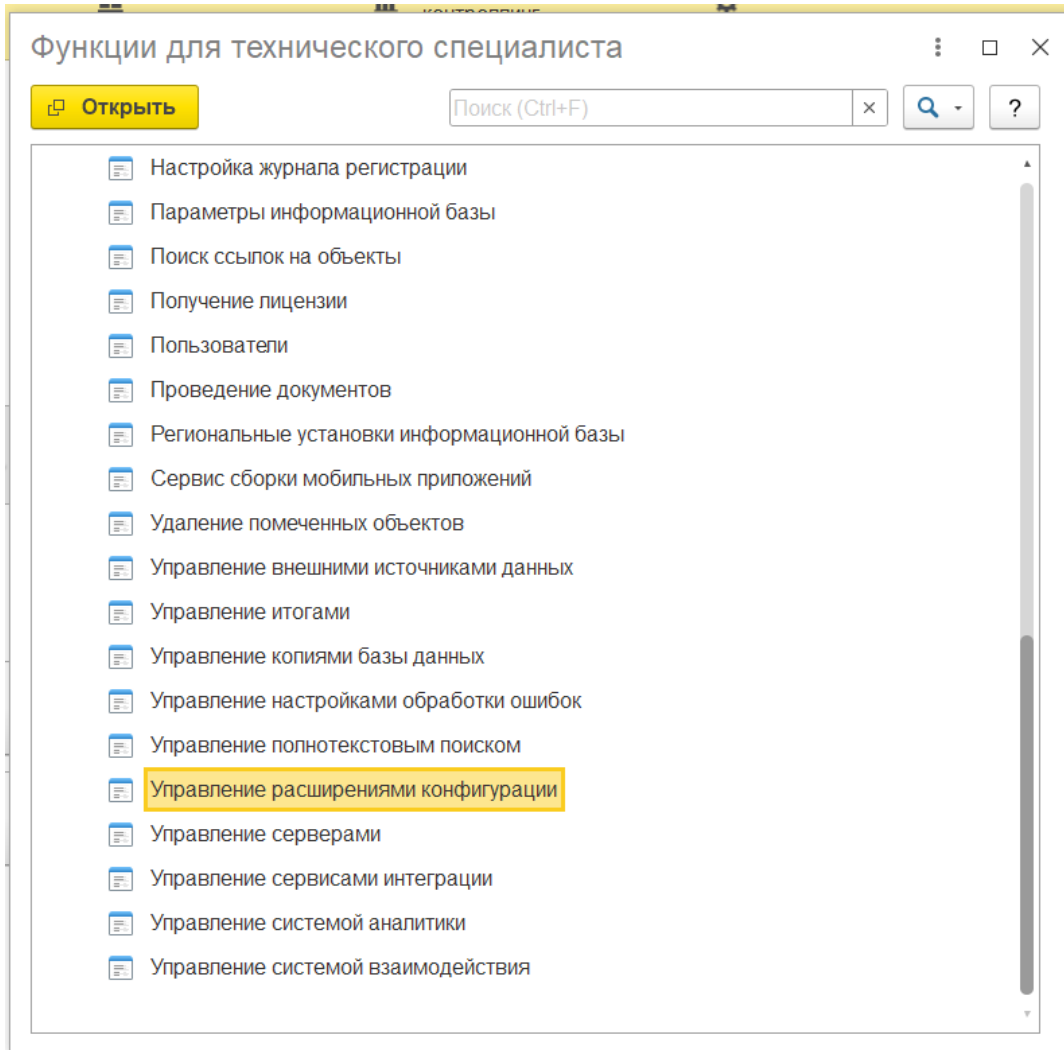 контроллинг
Функции для технического специалиста
Открыть
Поиск (Ctrl+F)
?
Настройка журнала регистрации
Параметры информационной базы
Поиск ссылок на объекты
Получение лицензии
Пользователи
Проведение документов
Региональные установки информационной базы
Сервис сборки мобильных приложений
Удаление помеченных объектов
Управление внешними источниками данных
Управление итогами
Управление копиями базы данных
Управление настройками обработки ошибок
Управление полнотекстовым поиском
Управление расширениями конфигурации
Управление серверами
Управление сервисами интеграции
Управление системой аналитики
Управление системой взаимодействия